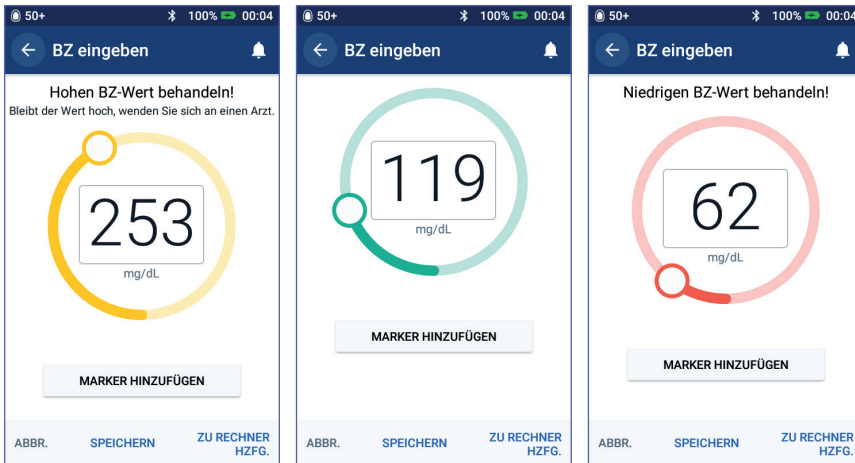 50+ 100% 00:04
BZ eingeben
Hohen BZ-Wert behandeln!
Bleibt der Wert hoch, wenden Sie sich an einen Arzt.
253
mg/dL
MARKER HINZUFÜGEN
ABBR. SPEICHERN ZU RECHNER
HZFG.
50+ 100% 00:04
BZ eingeben
119
mg/dL
MARKER HINZUFÜGEN
ABBR. SPEICHERN ZU RECHNER
HZFG.
50+ 100% 00:04
BZ eingeben
Niedrigen BZ-Wert behandeln!
62
mg/dL
MARKER HINZUFÜGEN
ABBR. SPEICHERN ZU RECHNER
HZFG.